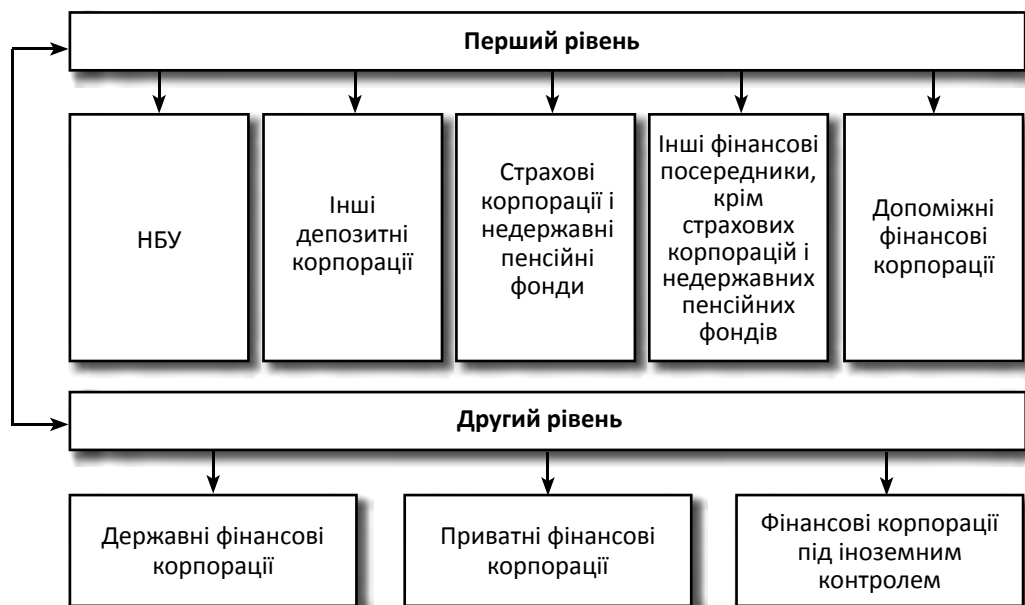 Перший рівень
НБУ
Інші
депозитні
корпорації
Страхові
корпорації і
недержавні
пенсійні
фонди
Інші фінансові
посередники,
крім
страхових
корпорацій і
недержавних
пенсійних
фондів
Допоміжні
фінансові
корпорації
Другий рівень
Державні фінансові
корпорації
Приватні фінансові
корпорації
Фінансові корпорації
під іноземним
контролем